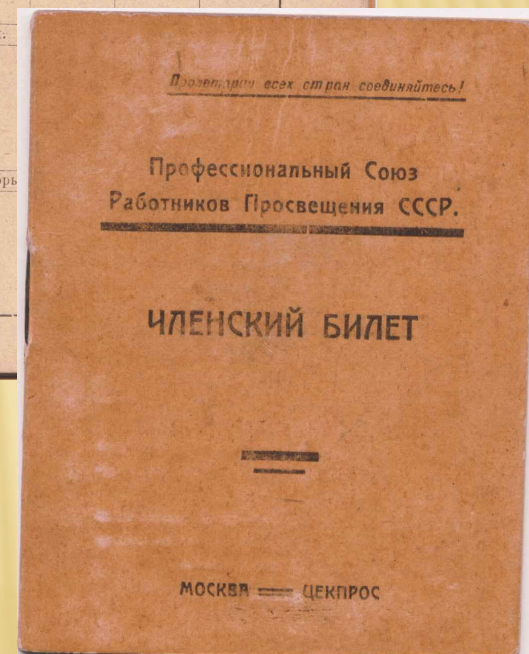 Пролетарии всех стран соединяйтесь!
Профессиональный Союз
Работников Просвещения СССР.
ЧЛЕНСКИЙ БИЛЕТ
МОСКВА ЦЕКПРОС